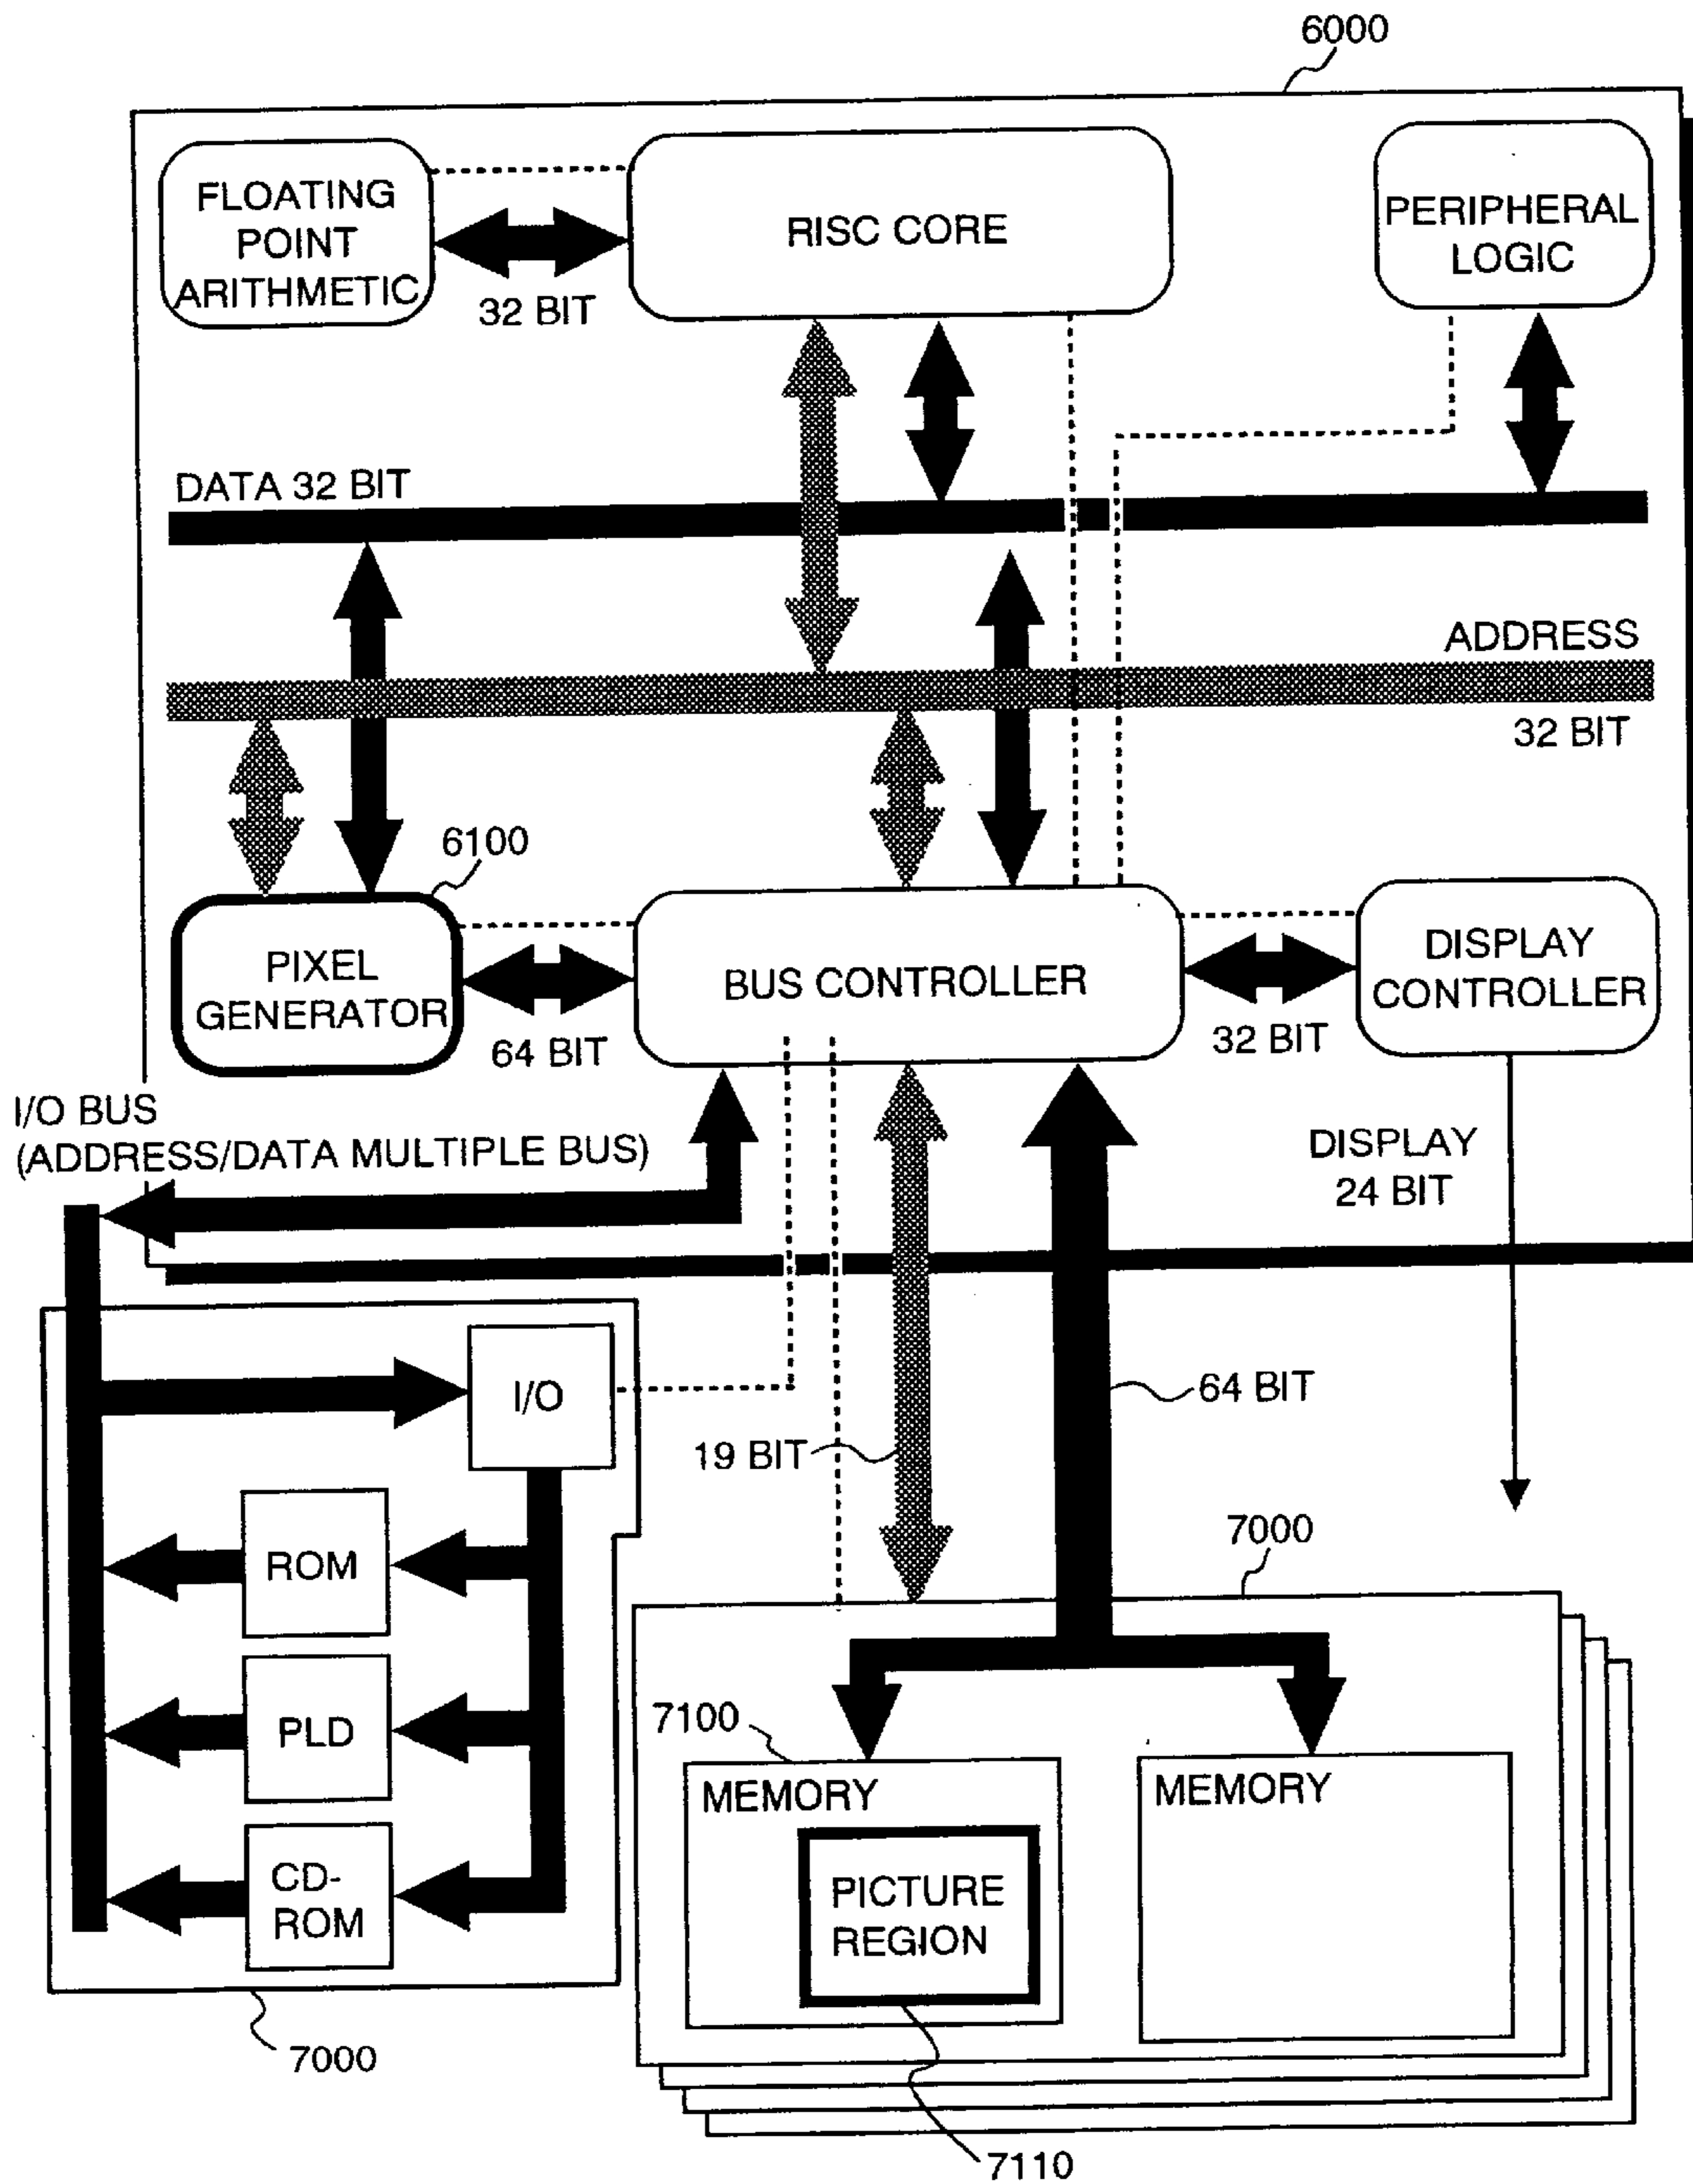 6000
FLOATING
POINT
ARITHMETIC
RISC CORE
PERIPHERAL
LOGIC
32 BIT
DATA 32 BIT
ADDRESS
32 BIT
6100
PIXEL
GENERATOR
BUS CONTROLLER
DISPLAY
CONTROLLER
64 BIT
32 BIT
I/O BUS
(ADDRESS/DATA MULTIPLE BUS)
DISPLAY
24 BIT
I/O
64 BIT
19 BIT
ROM
7000
PLD
7100
MEMORY
MEMORY
CD-
ROM
PICTURE
REGION
7000
7110